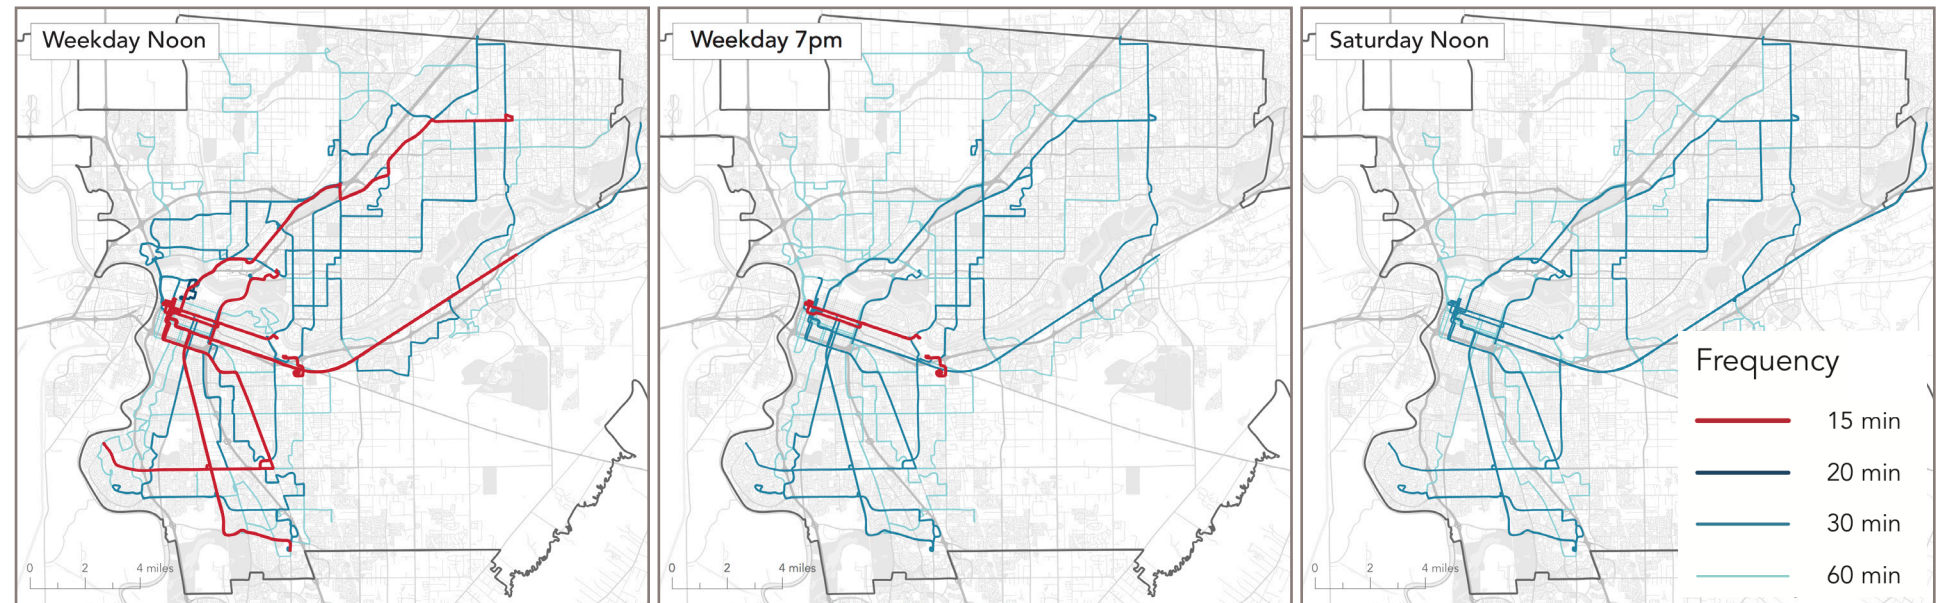 Weekday Noon
0 2 4 miles
Weekday 7pm
0 2 4 miles
Saturday Noon
0 2 4 miles
Frequency
15 min
20 min
30 min
60 min